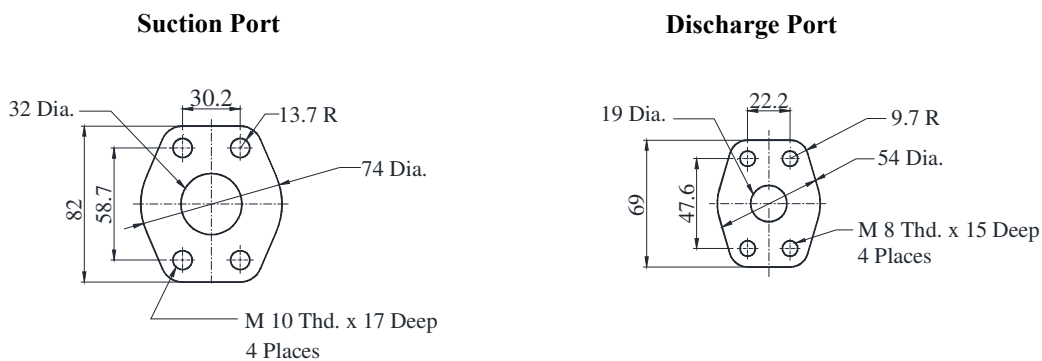 Suction Port
Discharge Port
32 Dia.
30.2
13.7 R
74 Dia.
82
58.7
M 10 Thd. x 17 Deep
4 Places
19 Dia.
22.2
9.7 R
54 Dia.
69
47.6
M 8 Thd. x 15 Deep
4 Places